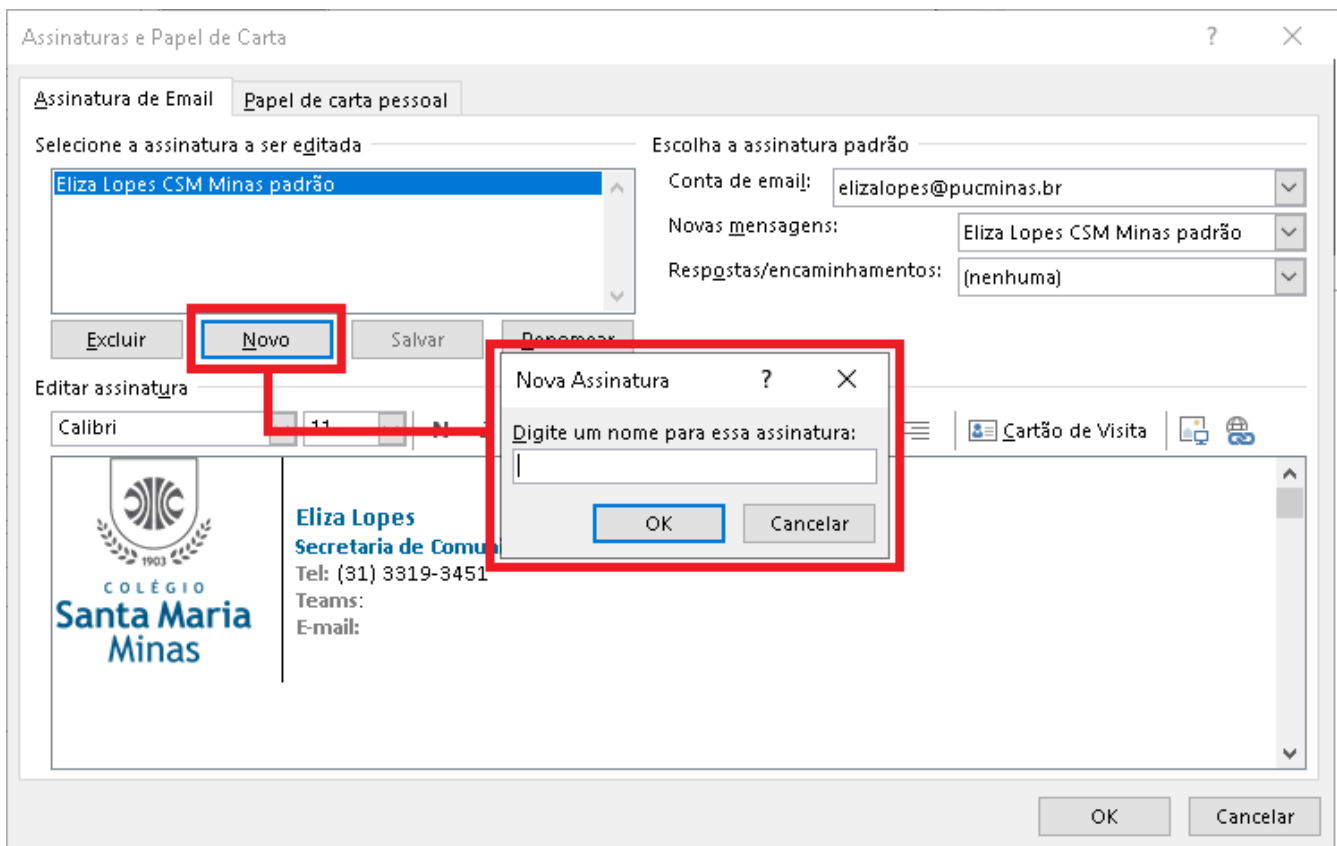 Assinaturas e Papel de Carta ?
Assinatura de Email Papel de carta pessoal
Selecione a assinatura a ser editada
Eliza Lopes CSM Minas padrão
Excluir Novo Salvar Renomear
Escolha a assinatura padrão
Conta de email: elizalopes@pucminas.br
Novas mensagens: Eliza Lopes CSM Minas padrão
Respostas/encaminhamentos: (nenhuma)
Editar assinatura
Calibri 11 N Cartão de Visita
Nova Assinatura ?
Digite um nome para essa assinatura:
OK Cancelar
1903
COLÉGIO
Santa Maria
Minas
Eliza Lopes
Secretaria de
Tel: (31) 3319-3451
Teams:
E-mail:
OK Cancelar